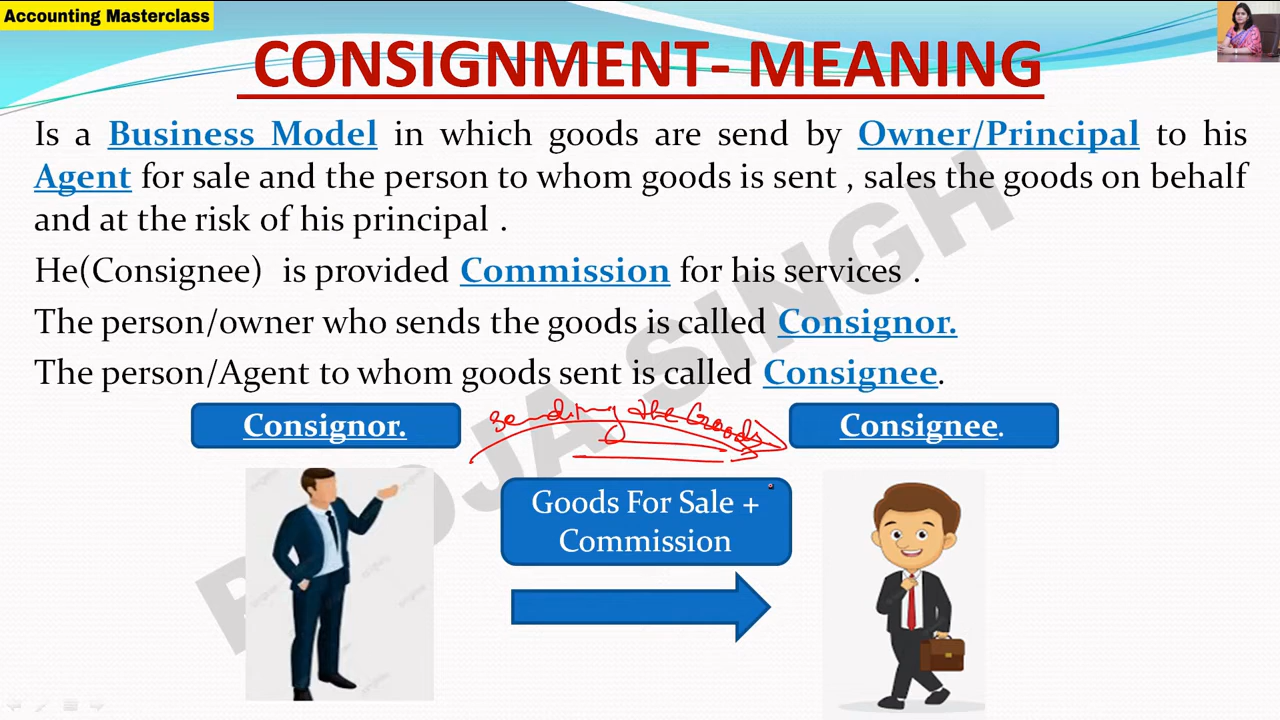 Accounting Masterclass
CONSIGNMENT- MEANING
Is a Business Model in which goods are send by Owner/Principal to his
Agent for sale and the person to whom goods is sent , sales the goods on behalf
and at the risk of his principal .
He(Consignee) is provided Commission for his services .
The person/owner who sends the goods is called Consignor.
The person/Agent to whom goods sent is called Consignee.
Consignor.
sending the Goods
Consignee.
Goods For Sale +
Commission
POOJA SINGH